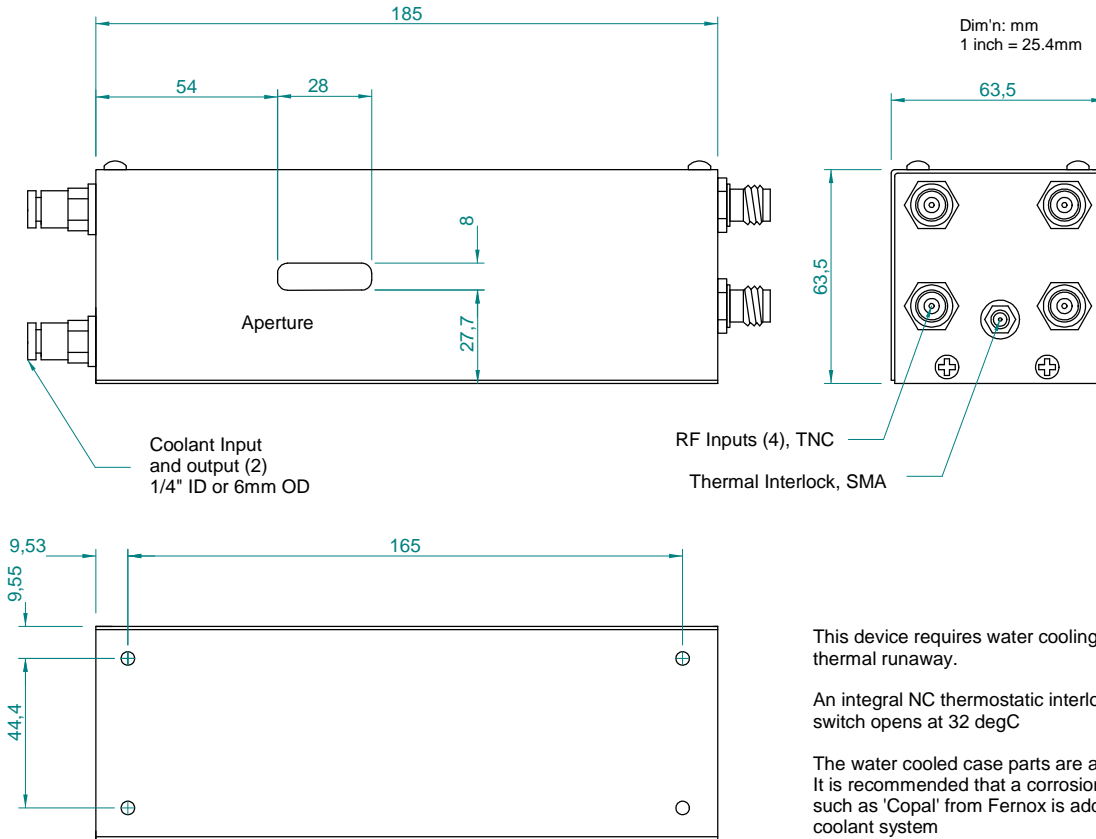 185
Dim'n: mm
1 inch = 25.4mm
54
28
63,5
8
27,7
63,5
Aperture
Coolant Input
and output (2)
1/4" ID or 6mm OD
RF Inputs (4), TNC
Thermal Interlock, SMA
9,53
165
9,55
44,4
This device requires water cooling
thermal runaway.
An integral NC thermostatic
switch opens at 32 degC
The water cooled case parts are
It is recommended that a corrosion
such as 'Copal' from Fernox is
coolant system